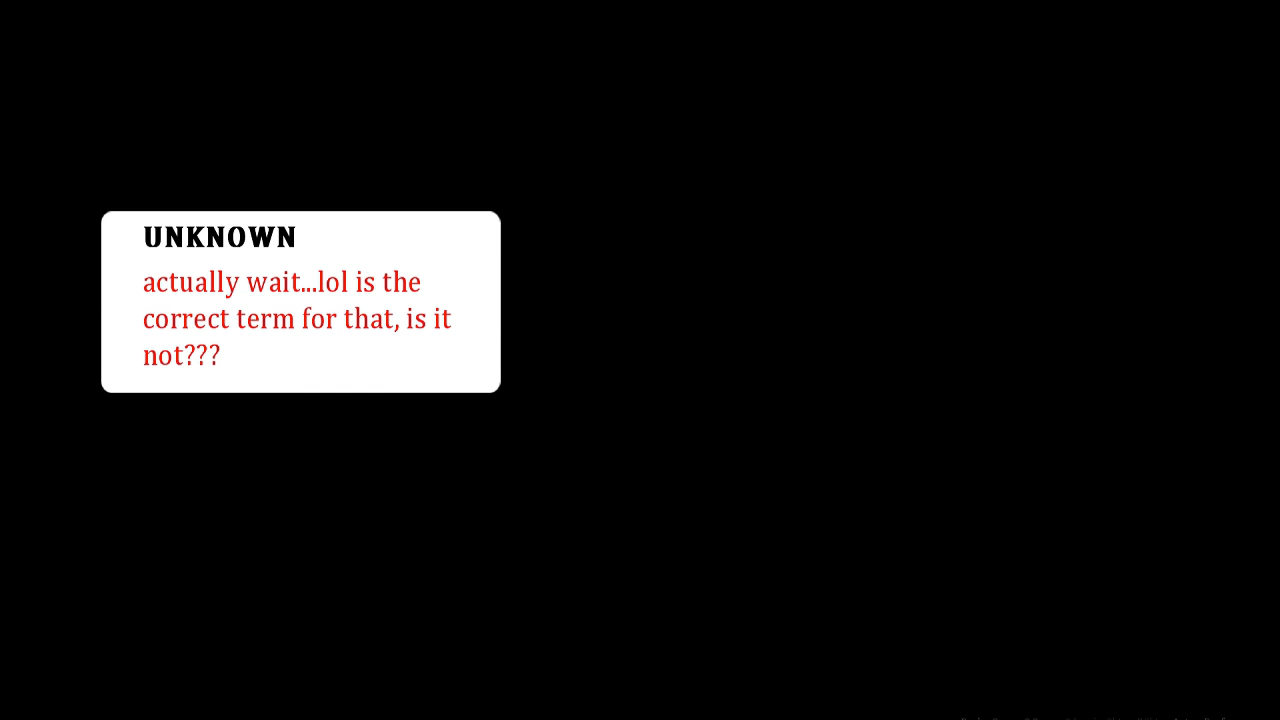 UNKNOWN
actually wait...lol is the
correct term for that, is it
not???